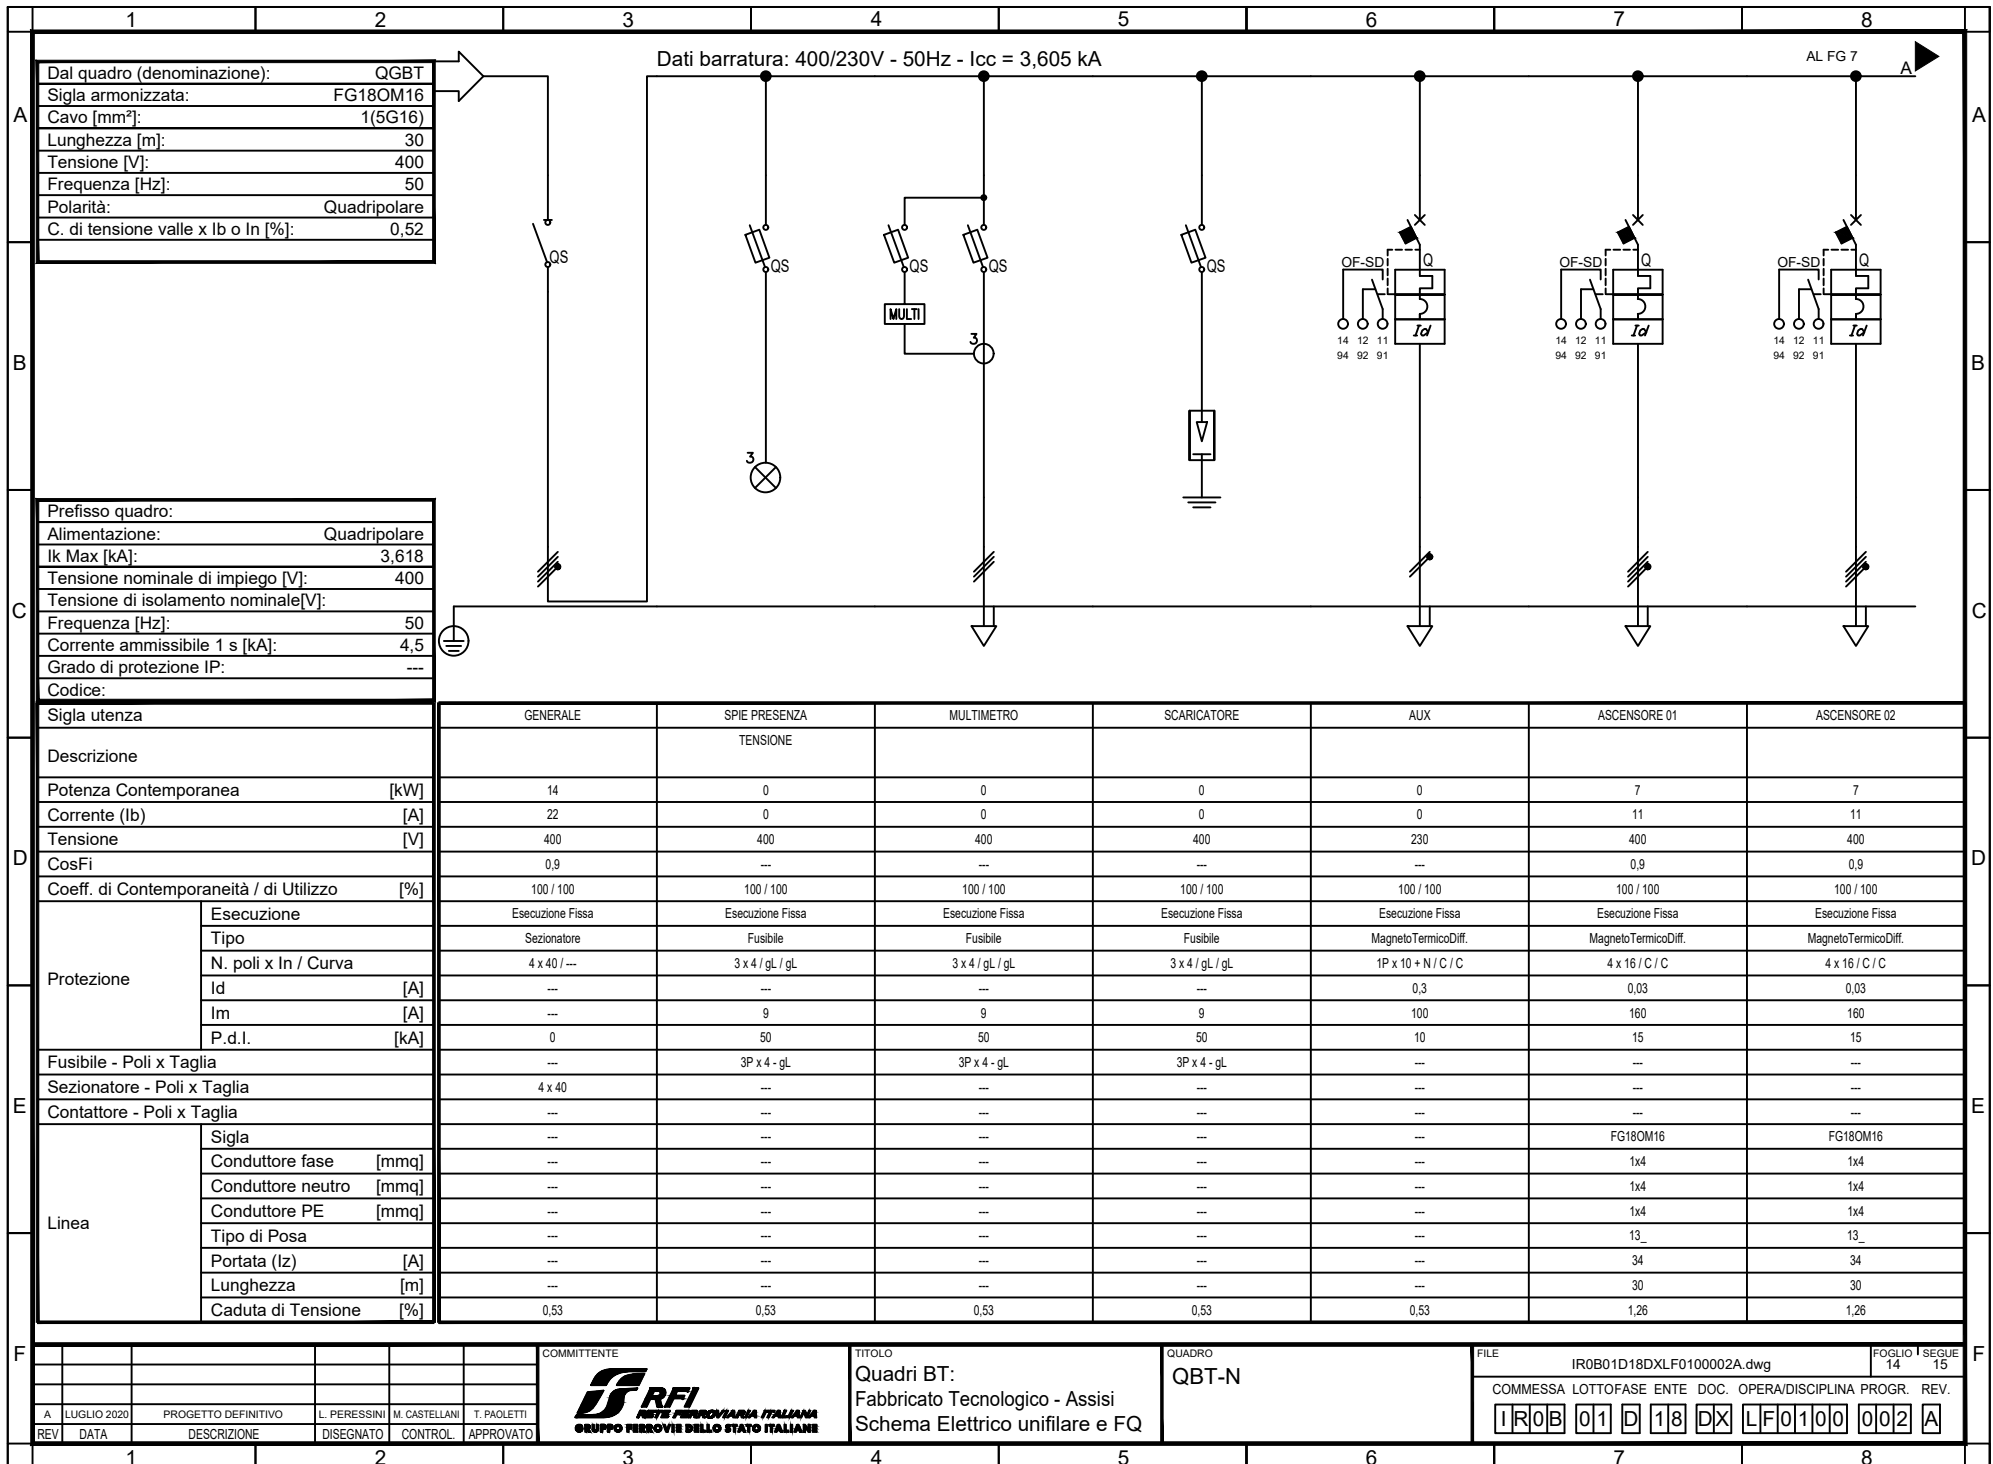 1 2 3 4 5 6 7 8
Dati barratura: 400/230V - 50Hz - Icc = 3,605 kA
AL FG 7
A
Dal quadro (denominazione): QGBT
Sigla armonizzata: FG18OM16
Cavo [mm²]: 1(5G16)
Lunghezza [m]: 30
Tensione [V]: 400
Frequenza [Hz]: 50
Polarità: Quadripolare
C. di tensione valle x Ib o In [%]: 0,52
A A
QS QS QS QS QS
OF-SD Q OF-SD Q OF-SD Q
MULTI
Id Id Id
3
14 12 11 14 12 11 14 12 11
94 92 91 94 92 91 94 92 91
B B
3
Prefisso quadro:
Alimentazione: Quadripolare
Ik Max [kA]: 3,618
Tensione nominale di impiego [V]: 400
Tensione di isolamento nominale[V]:
Frequenza [Hz]: 50
Corrente ammissibile 1 s [kA]: 4,5
Grado di protezione IP: ---
Codice:
C C
Sigla utenza GENERALE SPIE PRESENZA MULTIMETRO SCARICATORE AUX ASCENSORE 01 ASCENSORE 02
Descrizione TENSIONE
Potenza Contemporanea [kW] 14 0 0 0 0 7 7
Corrente (Ib) [A] 22 0 0 0 0 11 11
Tensione [V] 400 400 400 400 230 400 400
CosFi 0,9 --- --- --- --- 0,9 0,9
D D
Coeff. di Contemporaneità / di Utilizzo [%] 100 / 100 100 / 100 100 / 100 100 / 100 100 / 100 100 / 100 100 / 100
Protezione
Esecuzione Esecuzione Fissa Esecuzione Fissa Esecuzione Fissa Esecuzione Fissa Esecuzione Fissa Esecuzione Fissa Esecuzione Fissa
Tipo Sezionatore Fusibile Fusibile Fusibile MagnetoTermicoDiff. MagnetoTermicoDiff. MagnetoTermicoDiff.
N. poli x In / Curva 4 x 40 / --- 3 x 4 / gL / gL 3 x 4 / gL / gL 3 x 4 / gL / gL 1P x 10 + N / C / C 4 x 16 / C / C 4 x 16 / C / C
Id [A] --- --- --- --- 0,3 0,03 0,03
Im [A] --- 9 9 9 100 160 160
P.d.I. [kA] 0 50 50 50 10 15 15
Fusibile - Poli x Taglia --- 3P x 4 - gL 3P x 4 - gL 3P x 4 - gL --- --- ---
Sezionatore - Poli x Taglia 4 x 40 --- --- --- --- --- ---
E E
Contattore - Poli x Taglia --- --- --- --- --- --- ---
Linea
Sigla --- --- --- --- --- FG18OM16 FG18OM16
Conduttore fase [mmq] --- --- --- --- --- 1x4 1x4
Conduttore neutro [mmq] --- --- --- --- --- 1x4 1x4
Conduttore PE [mmq] --- --- --- --- --- 1x4 1x4
Tipo di Posa --- --- --- --- --- 13_ 13_
Portata (Iz) [A] --- --- --- --- --- 34 34
Lunghezza [m] --- --- --- --- --- 30 30
Caduta di Tensione [%] 0,53 0,53 0,53 0,53 0,53 1,26 1,26
F F
A LUGLIO 2020 PROGETTO DEFINITIVO L. PERESSINI M. CASTELLANI T. PAOLETTI
REV DATA DESCRIZIONE DISEGNATO CONTROL. APPROVATO
COMMITTENTE
RFI
RETE FERROVIARIA ITALIANA
GRUPPO FERROVIE DELLO STATO ITALIANE
TITOLO
Quadri BT:
Fabbricato Tecnologico - Assisi
Schema Elettrico unifilare e FQ
QUADRO
QBT-N
FILE
IR0B01D18DXLF0100002A.dwg
FOGLIO SEGUE
14 15
COMMESSA LOTTO FASE ENTE DOC. OPERA/DISCIPLINA PROGR. REV.
IR0B 01 D 18 DX LF0100 002 A
1 2 3 4 5 6 7 8